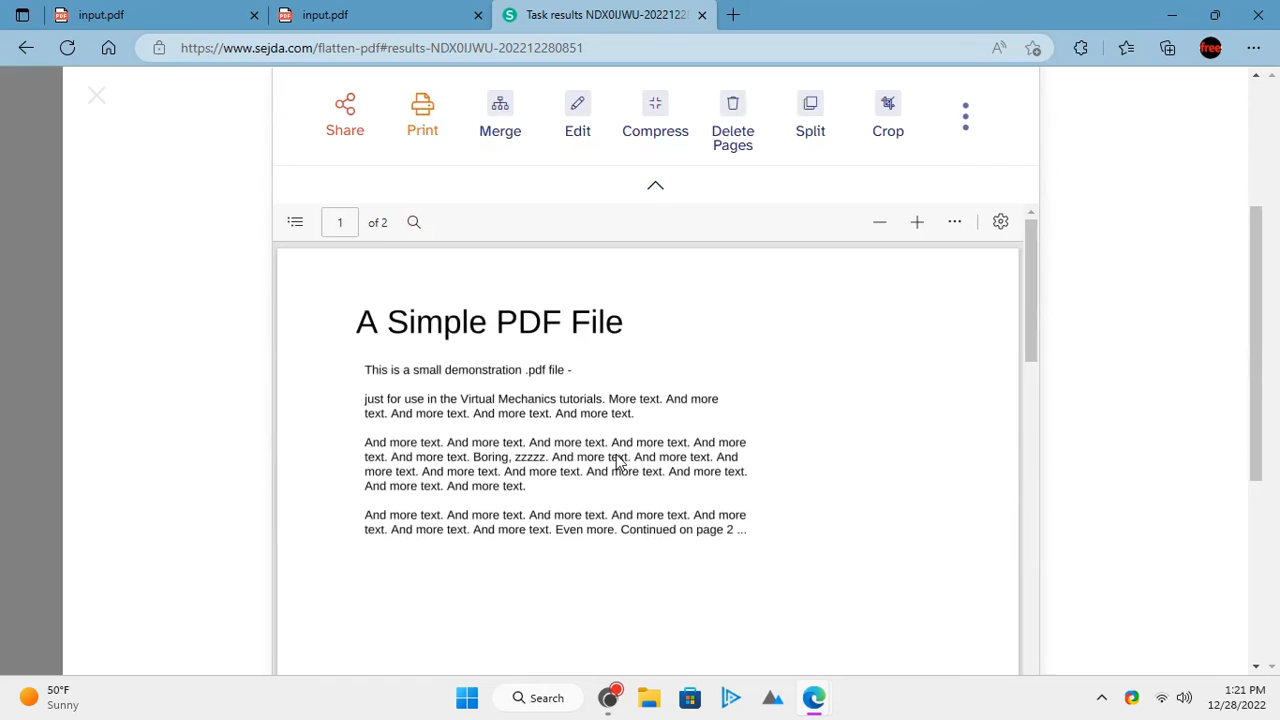 input.pdf
input.pdf
Task results NDX0IJWU-2022122
https://www.sejda.com/flatten-pdf#results-NDX0IJWU-202212280851
free
Share
Print
Merge
Edit
Compress
Delete
Pages
Split
Crop
1 of 2
A Simple PDF File
This is a small demonstration .pdf file -
just for use in the Virtual Mechanics tutorials. More text. And more
text. And more text. And more text. And more text.
And more text. And more text. And more text. And more text. And more
text. And more text. Boring, zzzzz. And more text. And more text. And
more text. And more text. And more text. And more text. And more text.
And more text. And more text.
And more text. And more text. And more text. And more text. And more
text. And more text. And more text. Even more. Continued on page 2 ...
50°F
Sunny
Search
1:21 PM
12/28/2022